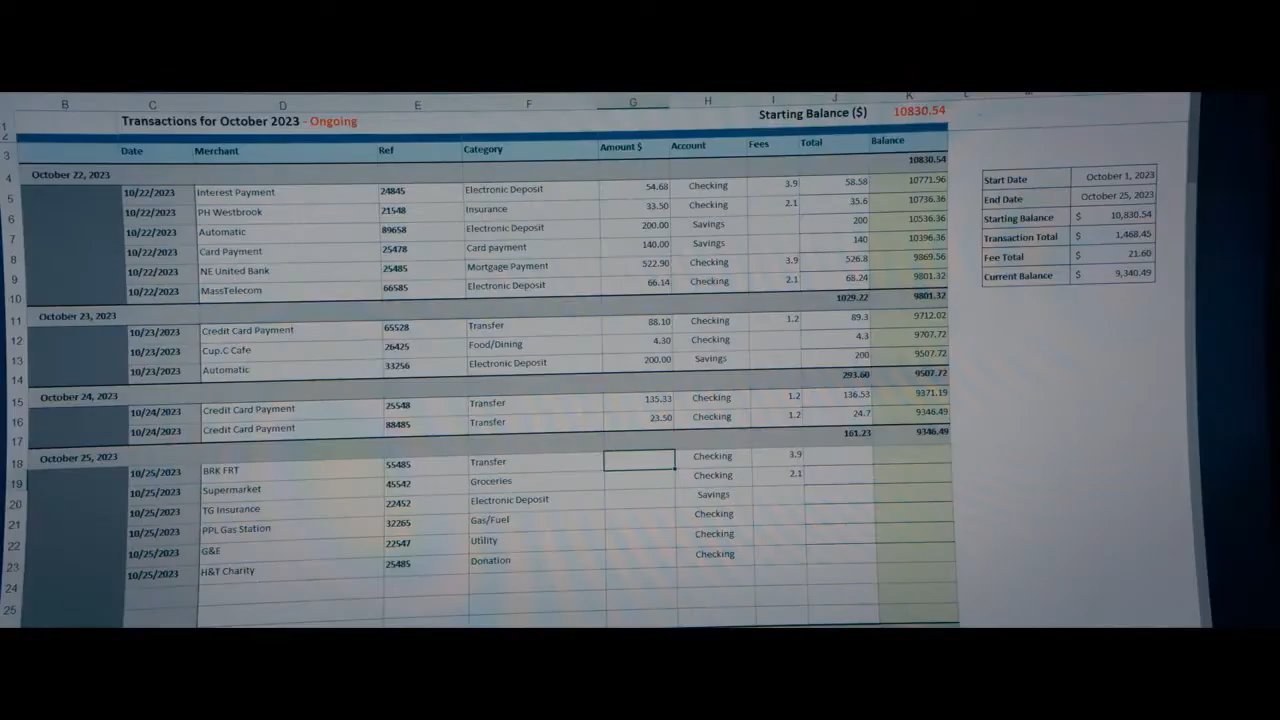 B C D E F G H I J K L M
1 Transactions for October 2023 - Ongoing Starting Balance ($) 10830.54
2
3 Date Merchant Ref Category Amount $ Account Fees Total Balance
4 October 22, 2023 10830.54
5 10/22/2023 Interest Payment 24845 Electronic Deposit 54.68 Checking 3.9 58.58 10771.96
6 10/22/2023 PH Westbrook 21548 Insurance 33.50 Checking 2.1 35.6 10736.36
7 10/22/2023 Automatic 89658 Electronic Deposit 200.00 Savings 200 10536.36
8 10/22/2023 Card Payment 25478 Card payment 140.00 Savings 140 10396.36
9 10/22/2023 NE United Bank 25485 Mortgage Payment 522.90 Checking 3.9 526.8 9869.56
10 10/22/2023 MassTelecom 66585 Electronic Deposit 66.14 Checking 2.1 68.24 9801.32
October 23, 2023 1029.22 9801.32
11 10/23/2023 Credit Card Payment 65528 Transfer 88.10 Checking 1.2 89.3 9712.02
12 10/23/2023 Cup.C Cafe 26425 Food/Dining 4.30 Checking 4.3 9707.72
13 10/23/2023 Automatic 33256 Electronic Deposit 200.00 Savings 200 9507.72
14 October 24, 2023 293.60 9507.72
15 10/24/2023 Credit Card Payment 25548 Transfer 135.33 Checking 1.2 136.53 9371.19
16 10/24/2023 Credit Card Payment 88485 Transfer 23.50 Checking 1.2 24.7 9346.49
17 October 25, 2023 161.23 9346.49
18 10/25/2023 BRK FRT 55485 Transfer Checking 3.9
19 10/25/2023 Supermarket 45542 Groceries Checking 2.1
20 10/25/2023 TG Insurance 22452 Electronic Deposit Savings
21 10/25/2023 PPL Gas Station 32265 Gas/Fuel Checking
22 10/25/2023 G&E 22547 Utility Checking
23 10/25/2023 H&T Charity 25485 Donation Checking
24
25
Start Date October 1, 2023
End Date October 25, 2023
Starting Balance $ 10,830.54
Transaction Total $ 1,468.45
Fee Total $ 21.60
Current Balance $ 9,340.49